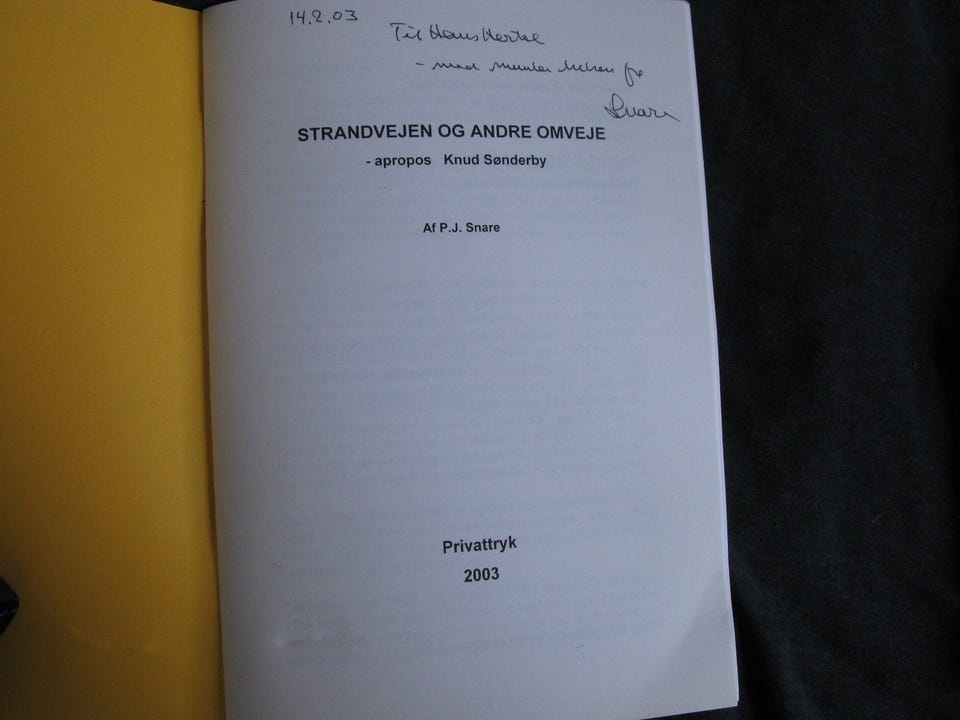 14.2.03
Til Hans Hertel
- med munter hilsen fra
Snare
STRANDVEJEN OG ANDRE OMVEJE
- apropos Knud Sønderby
Af P.J. Snare
Privattryk
2003